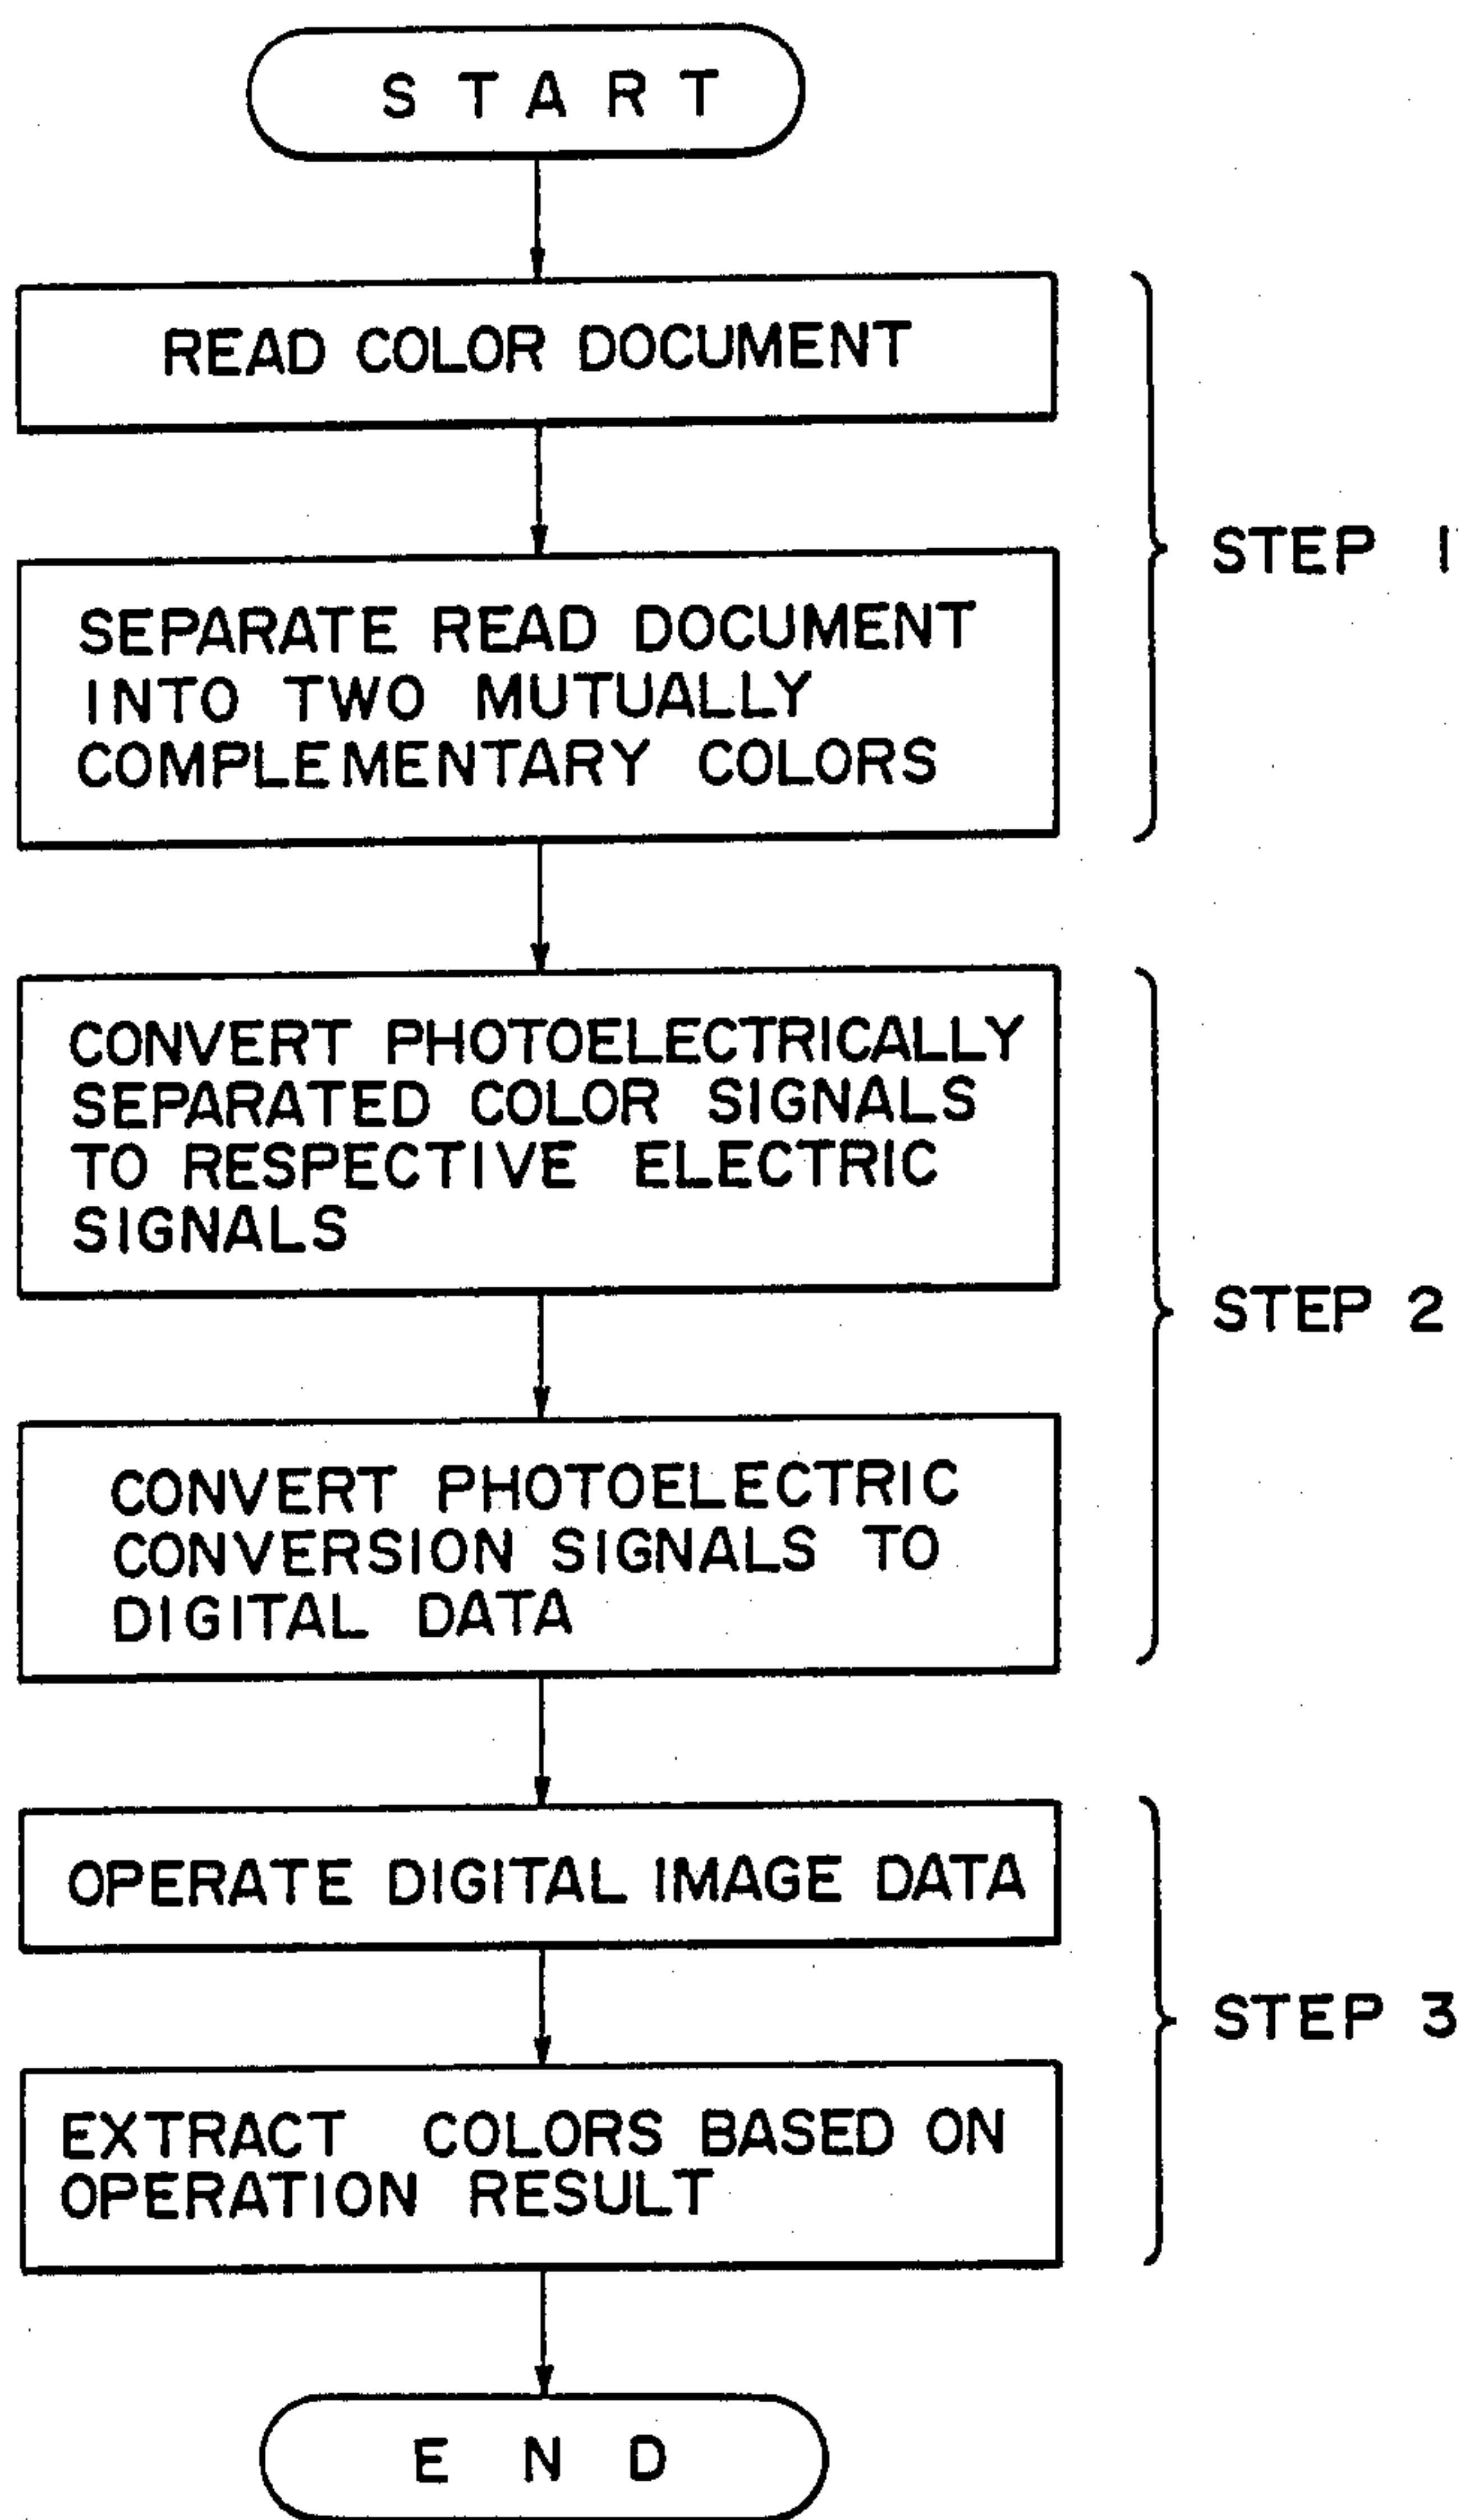 START
READ COLOR DOCUMENT
SEPARATE READ DOCUMENT
INTO TWO MUTUALLY
COMPLEMENTARY COLORS
STEP 1
CONVERT PHOTOELECTRICALLY
SEPARATED COLOR SIGNALS
TO RESPECTIVE ELECTRIC
SIGNALS
CONVERT PHOTOELECTRIC
CONVERSION SIGNALS TO
DIGITAL DATA
STEP 2
OPERATE DIGITAL IMAGE DATA
EXTRACT COLORS BASED ON
OPERATION RESULT
STEP 3
END